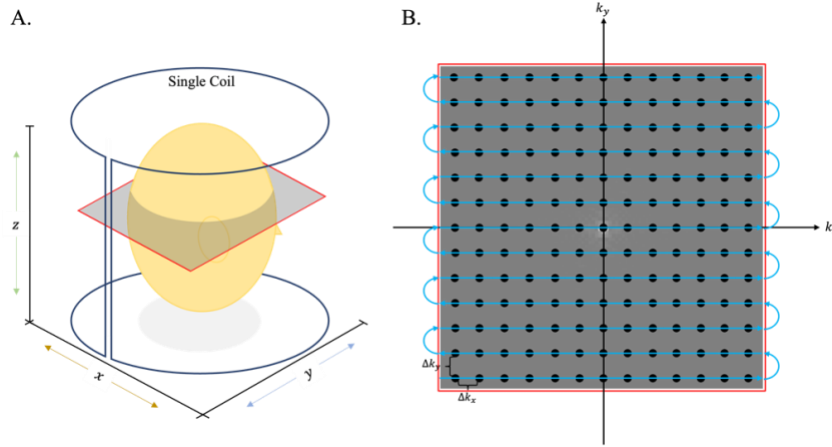 A.
B.
Single Coil
z
x
y
k_y
k
Δk_y
Δk_x